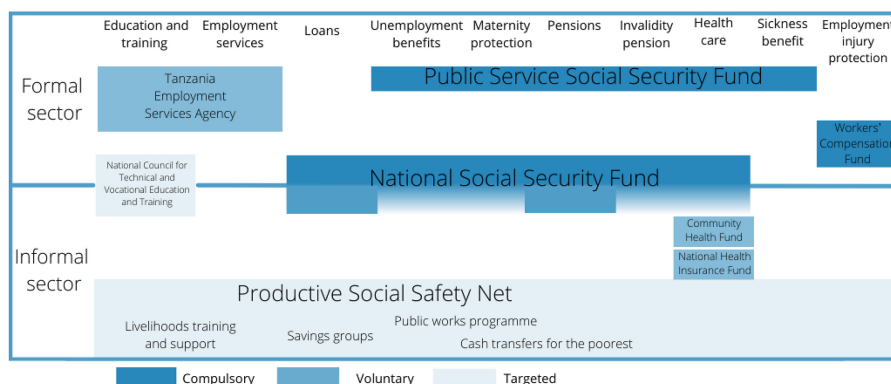 Education and
training
Employment
services
Loans
Unemployment
benefits
Maternity
protection
Pensions
Invalidity
pension
Health
care
Sickness
benefit
Employment
injury
protection
Formal
sector
Tanzania
Employment
Services Agency
Public Service Social Security Fund
Workers'
Compensation
Fund
National Council for
Technical and
Vocational Education
and Training
National Social Security Fund
Informal
sector
Community
Health Fund
National Health
Insurance Fund
Productive Social Safety Net
Livelihoods training
and support
Savings groups
Public works programme
Cash transfers for the poorest
Compulsory
Voluntary
Targeted